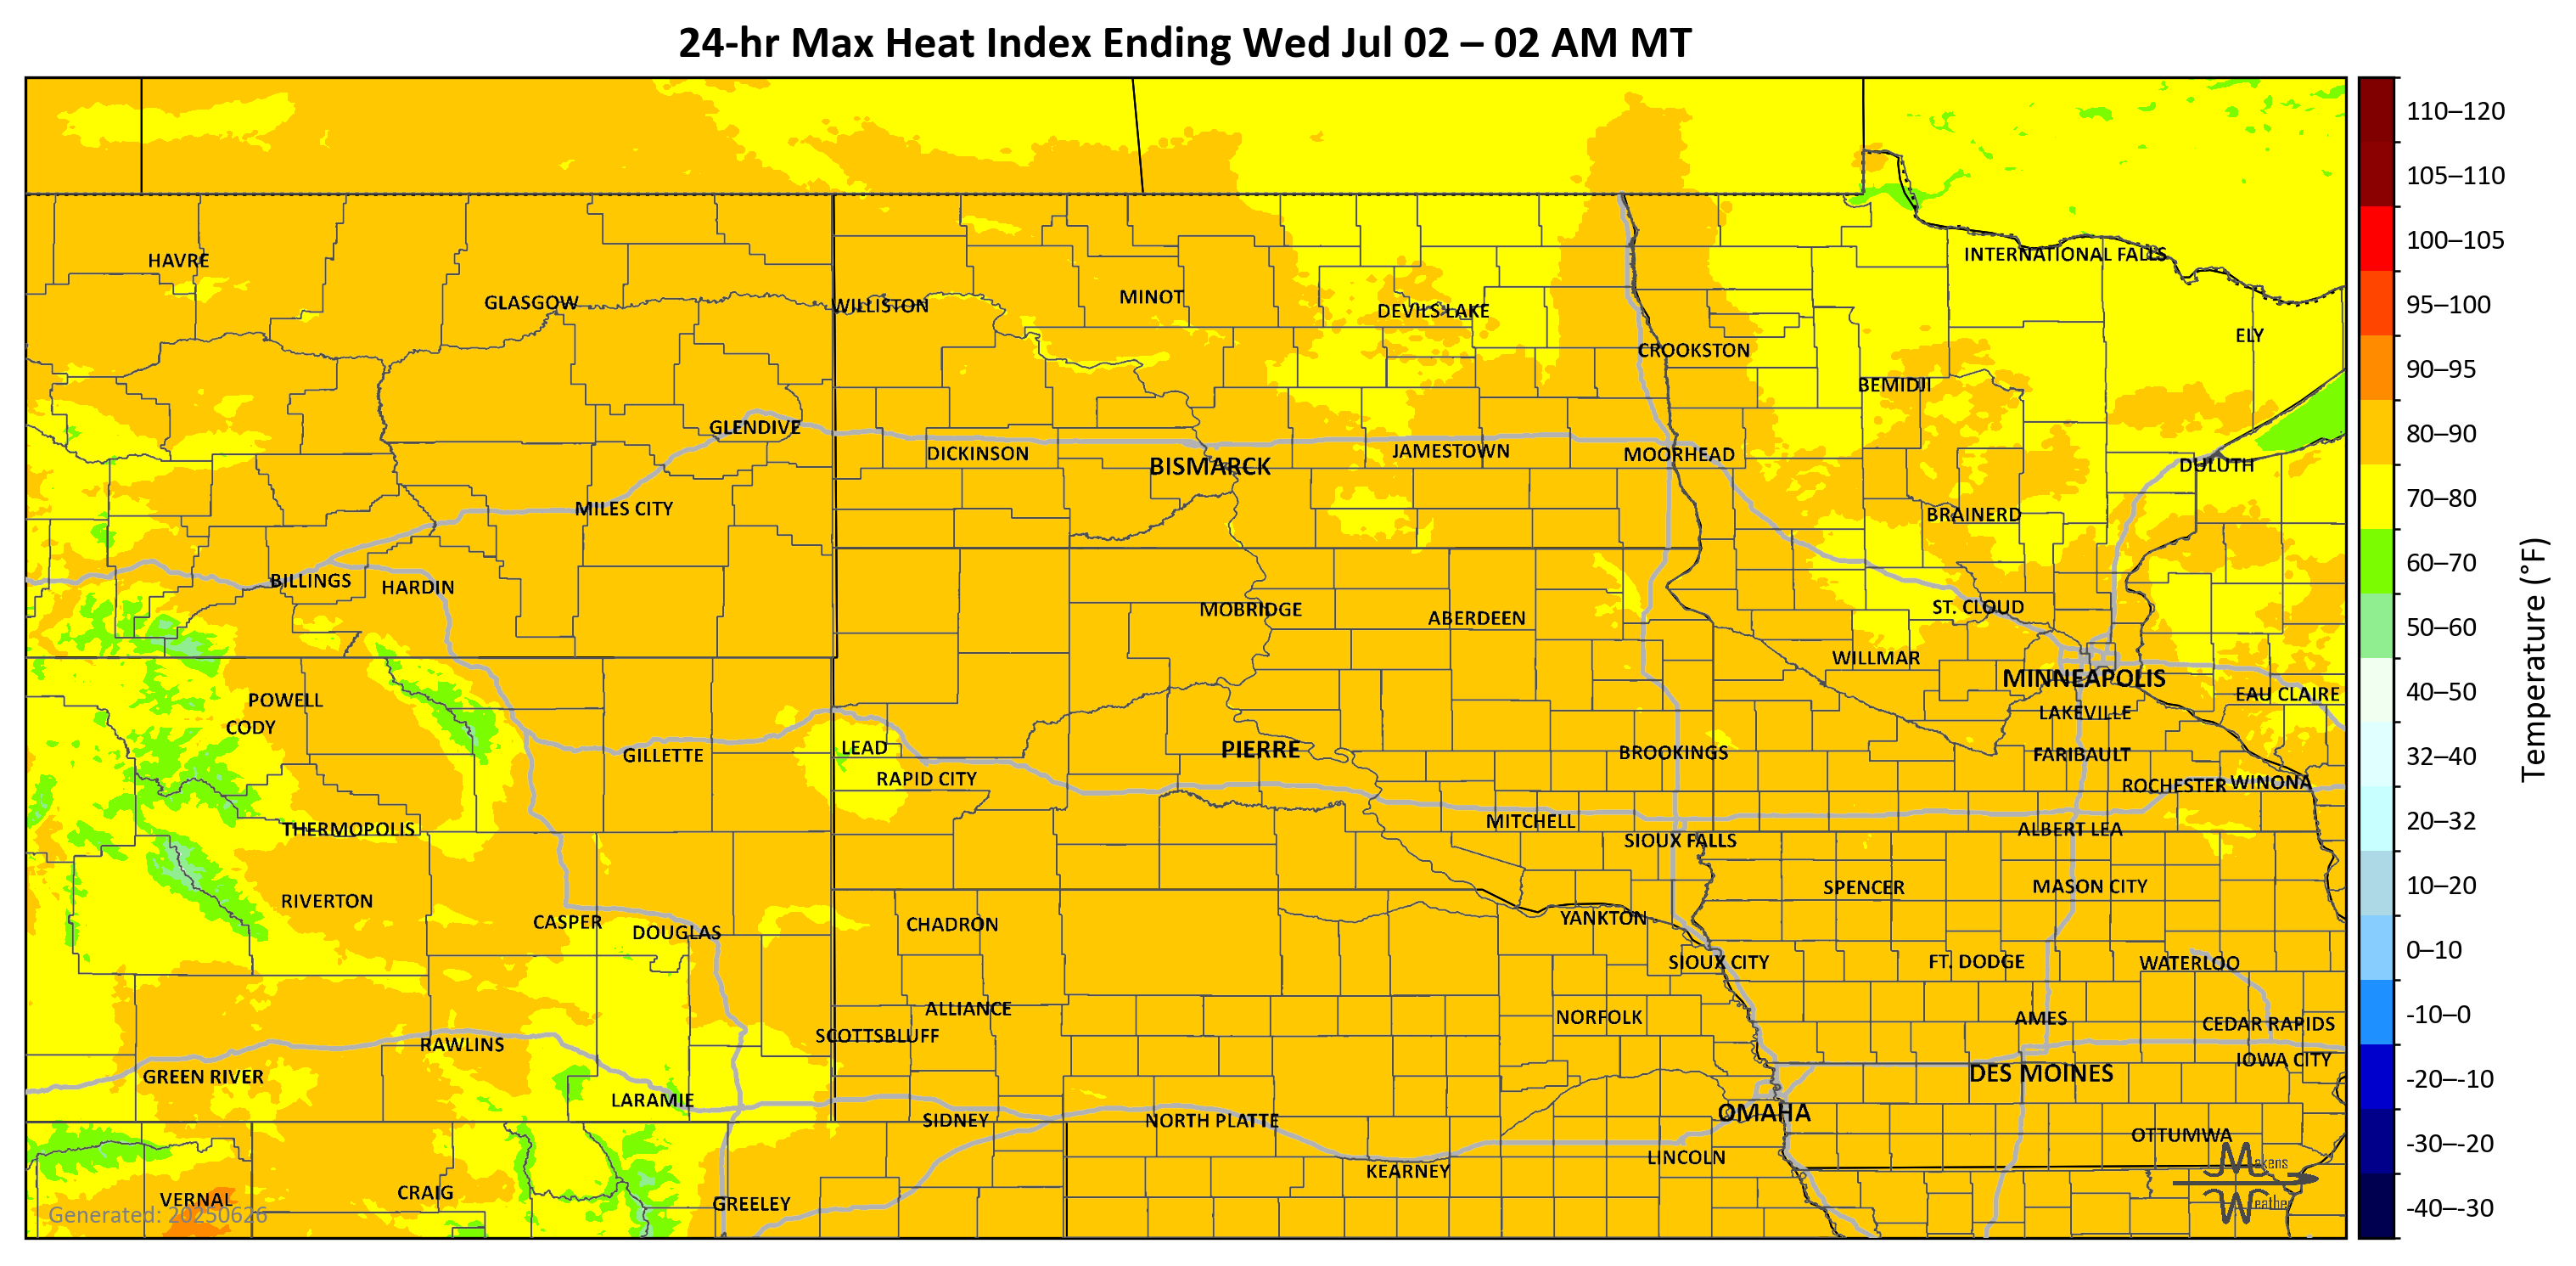 24-hr Max Heat Index Ending Wed Jul 02 – 02 AM MT
110–120
105–110
100–105
95–100
90–95
80–90
70–80
60–70
50–60
40–50
32–40
20–32
10–20
0–10
-10–0
-20–-10
-30–-20
-40–-30
Temperature (°F)
HAVRE
INTERNATIONAL FALLS
GLASGOW
WILLISTON
MINOT
DEVILS LAKE
ELY
CROOKSTON
BEMIDJI
GLENDIVE
DICKINSON
BISMARCK
JAMESTOWN
MOORHEAD
DULUTH
MILES CITY
BRAINERD
BILLINGS
HARDIN
MOBRIDGE
ABERDEEN
ST. CLOUD
WILLMAR
MINNEAPOLIS
EAU CLAIRE
POWELL
CODY
LAKEVILLE
GILLETTE
LEAD
PIERRE
BROOKINGS
FARIBAULT
RAPID CITY
ROCHESTER
WINONA
THERMOPOLIS
MITCHELL
SIOUX FALLS
ALBERT LEA
RIVERTON
SPENCER
MASON CITY
CASPER
DOUGLAS
CHADRON
YANKTON
SIOUX CITY
FT. DODGE
WATERLOO
ALLIANCE
NORFOLK
AMES
CEDAR RAPIDS
SCOTTSBLUFF
RAWLINS
IOWA CITY
GREEN RIVER
DES MOINES
LARAMIE
SIDNEY
NORTH PLATTE
OMAHA
OTTUMWA
LINCOLN
KEARNEY
VERNAL
CRAIG
GREELEY
Generated: 20250626
Makens
Weather